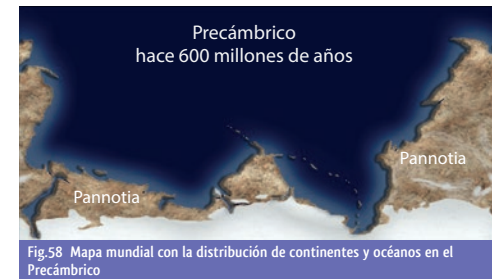 Precámbrico
hace 600 millones de años
Pannotia
Pannotia
Fig.58 Mapa mundial con la distribución de continentes y océanos en el
Precámbrico